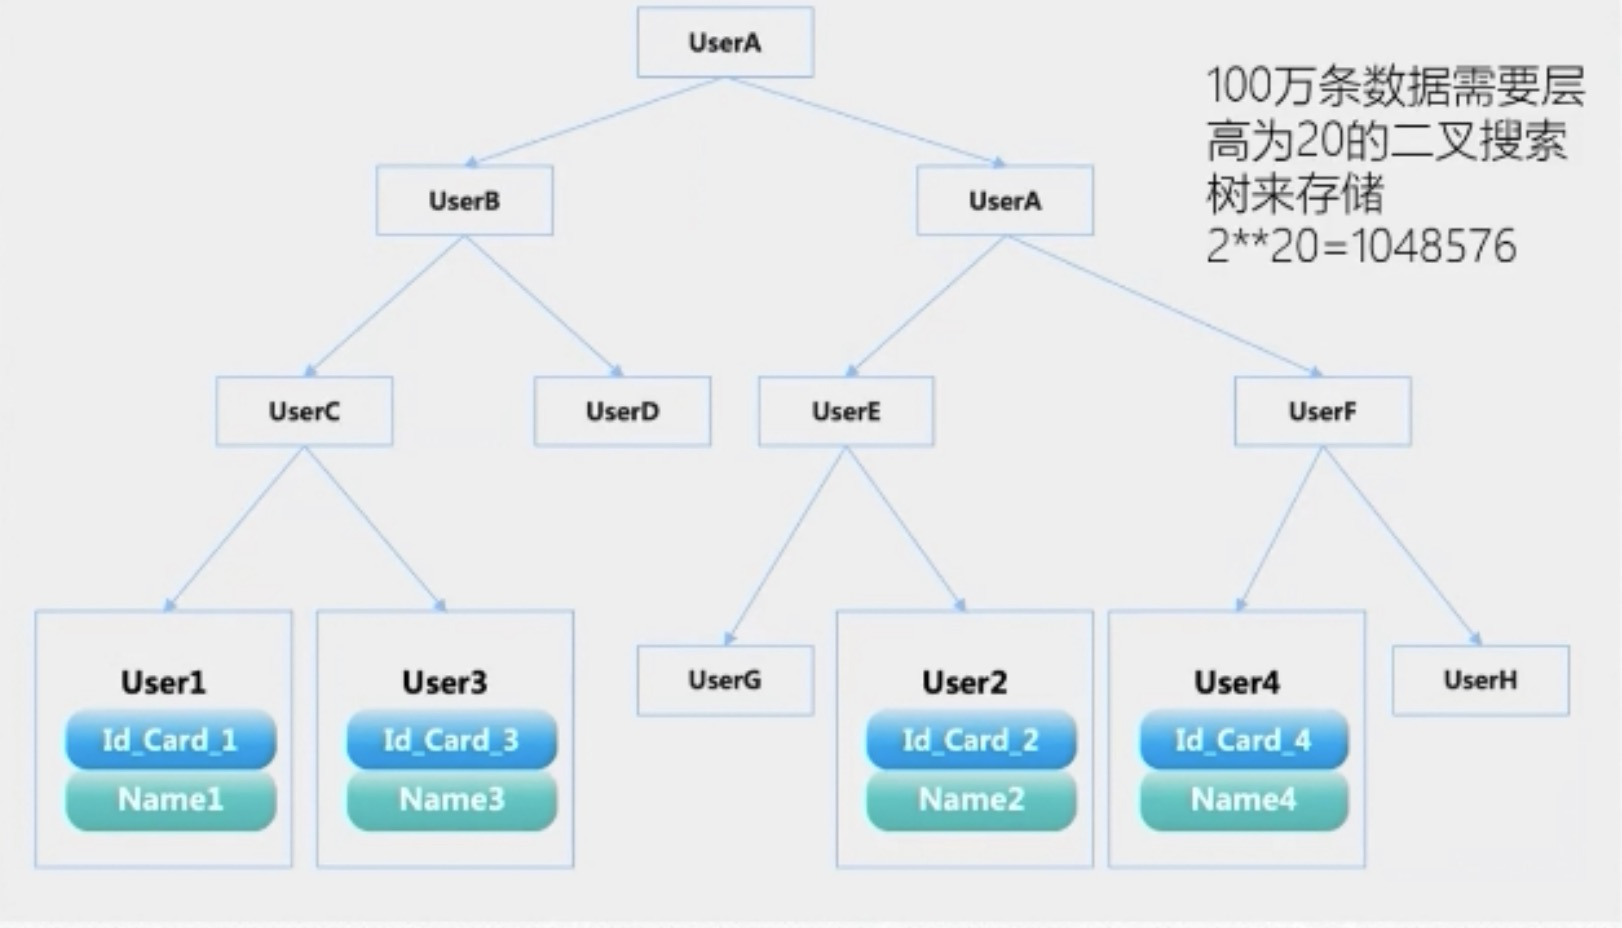 UserA
100万条数据需要层
高为20的二叉搜索
树来存储
2**20=1048576
UserB
UserA
UserC
UserD
UserE
UserF
User1
Id_Card_1
Name1
User3
Id_Card_3
Name3
UserG
User2
Id_Card_2
Name2
User4
Id_Card_4
Name4
UserH